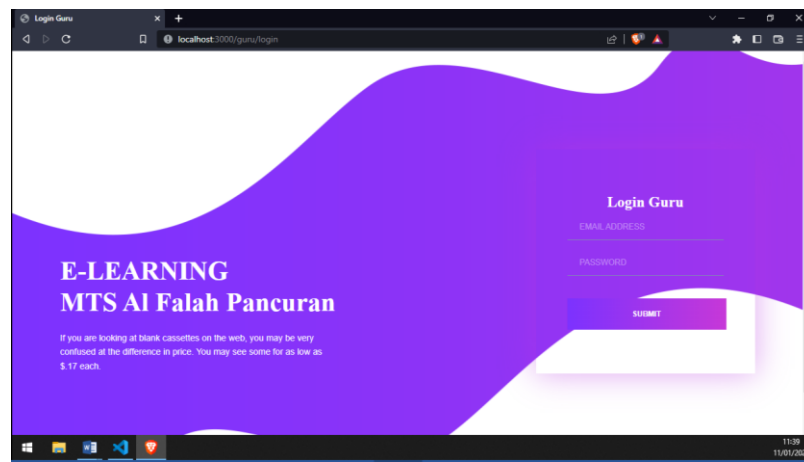 Login Guru
localhost:3000/guru/login
Login Guru
EMAIL ADDRESS
PASSWORD
SUBMIT
E-LEARNING
MTS Al Falah Pancuran
If you are looking at blank cassettes on the web, you may be very
confused at the difference in price. You may see some for as low as
$.17 each.
11:39